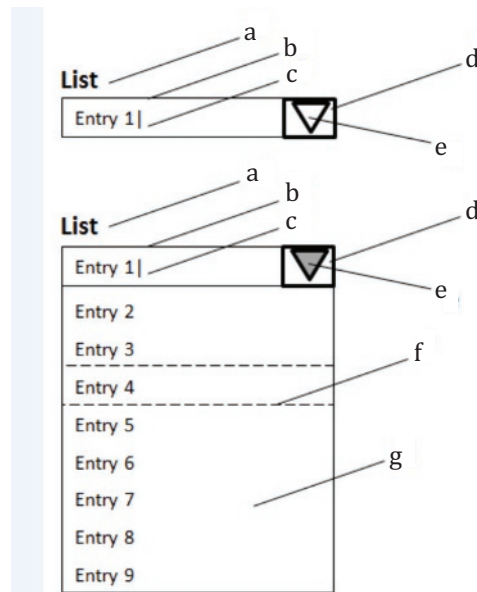 a
b
List
c
d
Entry 1|
e
a
b
List
c
d
Entry 1|
e
Entry 2
Entry 3
f
Entry 4
Entry 5
g
Entry 6
Entry 7
Entry 8
Entry 9